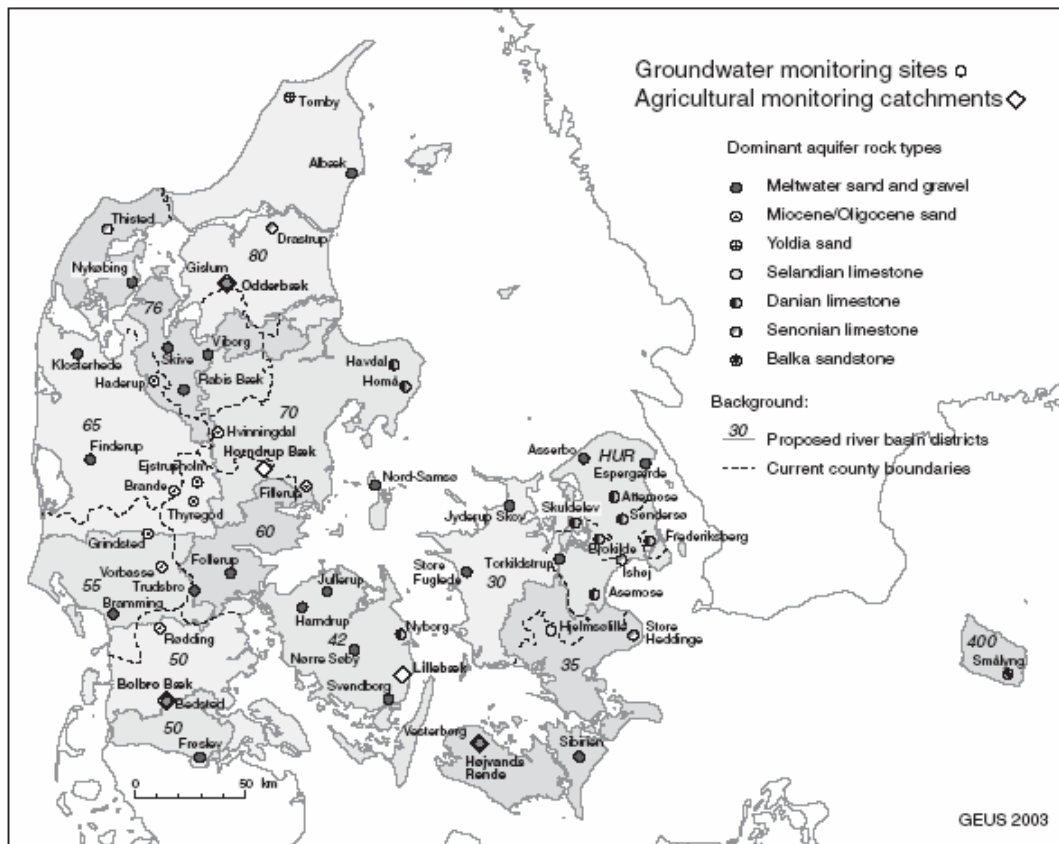 Groundwater monitoring sites
Agricultural monitoring catchments
Dominant aquifer rock types
Meltwater sand and gravel
Miocene/Oligocene sand
Yoldia sand
Selandian limestone
Danian limestone
Senonian limestone
Balka sandstone
Background:
30 Proposed river basin districts
Current county boundaries
Tornby
Albæk
Thisted
Drastrup
80
Nykøbing
Gislum
Odderbæk
76
Viborg
Skive
Klosterhede
Haderup
Rabis Bæk
Havdal
Homå
70
65
Hvinningdal
Finderup
Horndrup Bæk
Ejstrupholm
Brande
Fillerup
Thyregod
Nord-Samsø
60
Grindsted
Follerup
Vorbasse
55
Trudsbro
Bramming
Rødding
50
Bolbro Bæk
Bedsted
50
Frøslev
0
50 km
Asserbo
HUR
Espergærde
Attemose
Skuldelev
Søndersø
Jyderup Skov
Frederiksberg
Brokilde
Ishøj
Torkildstrup
Store
Fuglede
30
Asemose
Jullerup
Harndrup
Nyborg
42
Nørre Søby
Lillebæk
Svendborg
Hjelmsølille
Store
Heddinge
35
Vesterborg
Højvands
Rende
Sibirien
400
Smålyng
GEUS 2003